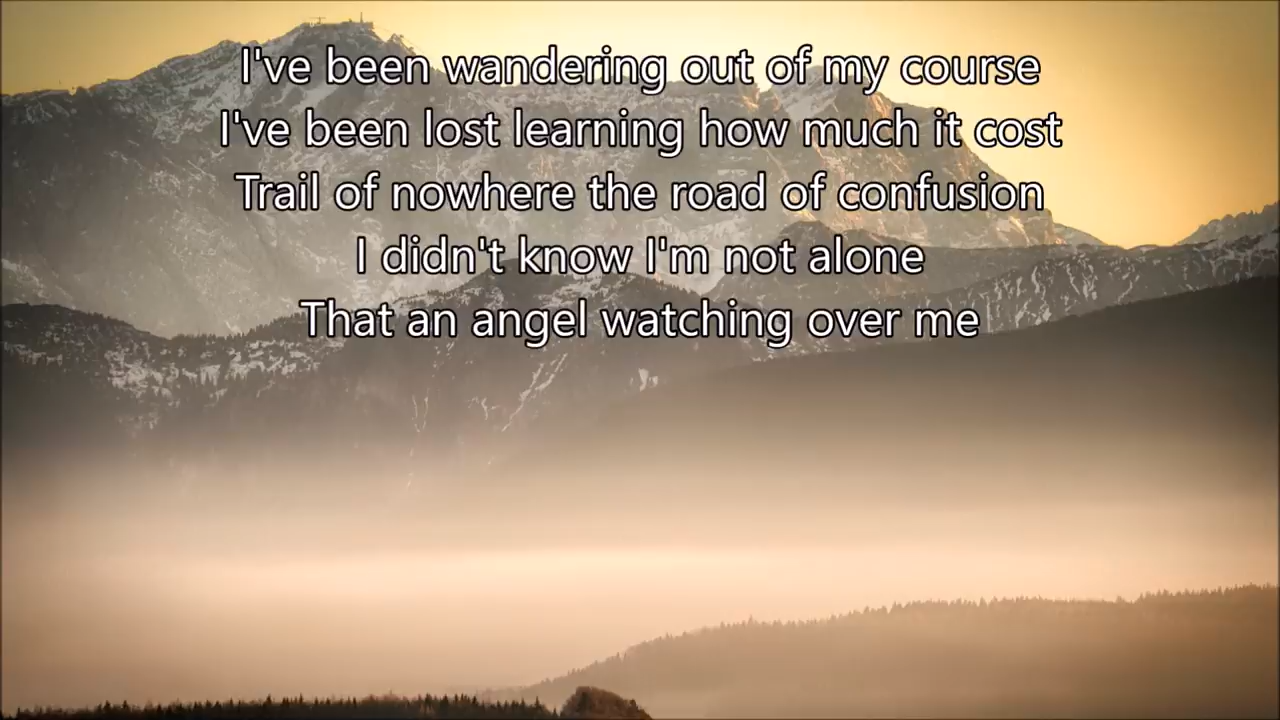 I've been wandering out of my course
I've been lost learning how much it cost
Trail of nowhere the road of confusion
I didn't know I'm not alone
That an angel watching over me